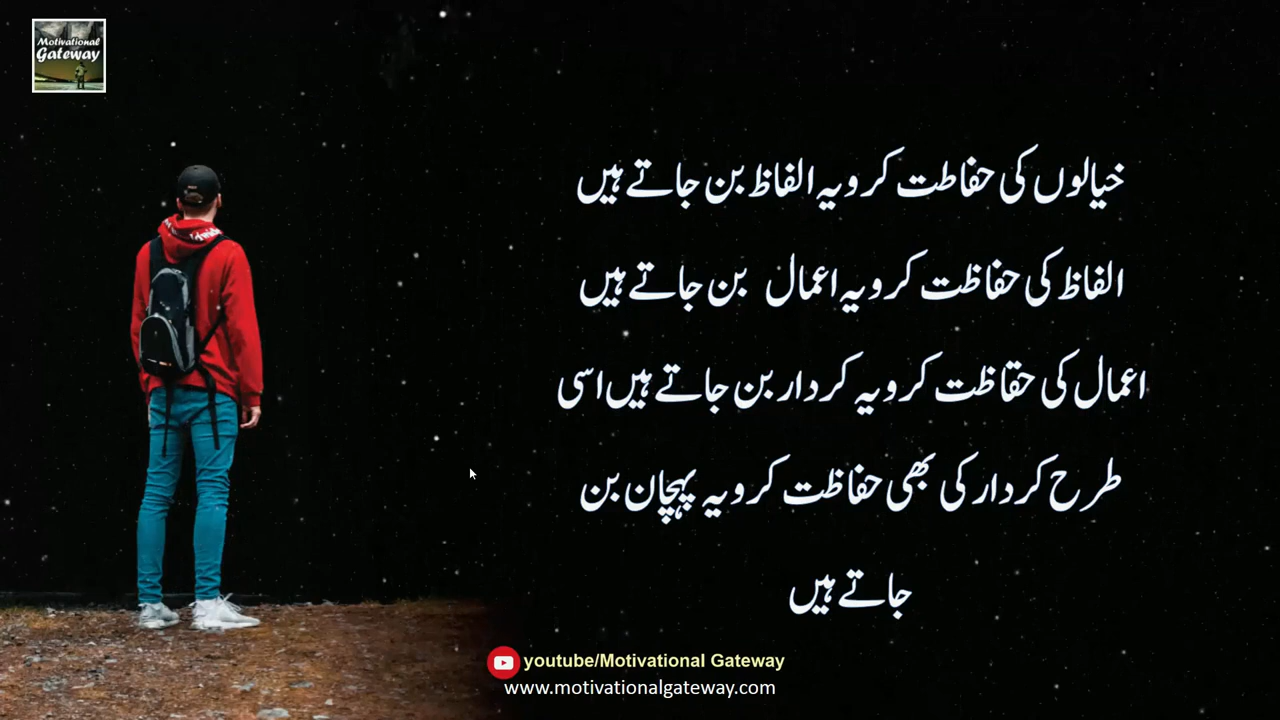 Motivational
Gateway
خیالوں کی حفاطت کرو یہ الفاظ بن جاتے ہیں
الفاظ کی حفاظت کرو یہ اعمال بن جاتے ہیں
اعمال کی حقاظت کرو یہ کردار بن جاتے ہیں اسی
طرح کردار کی بھی حفاظت کرو یہ پہچان بن
جاتے ہیں
youtube/Motivational Gateway
www.motivationalgateway.com